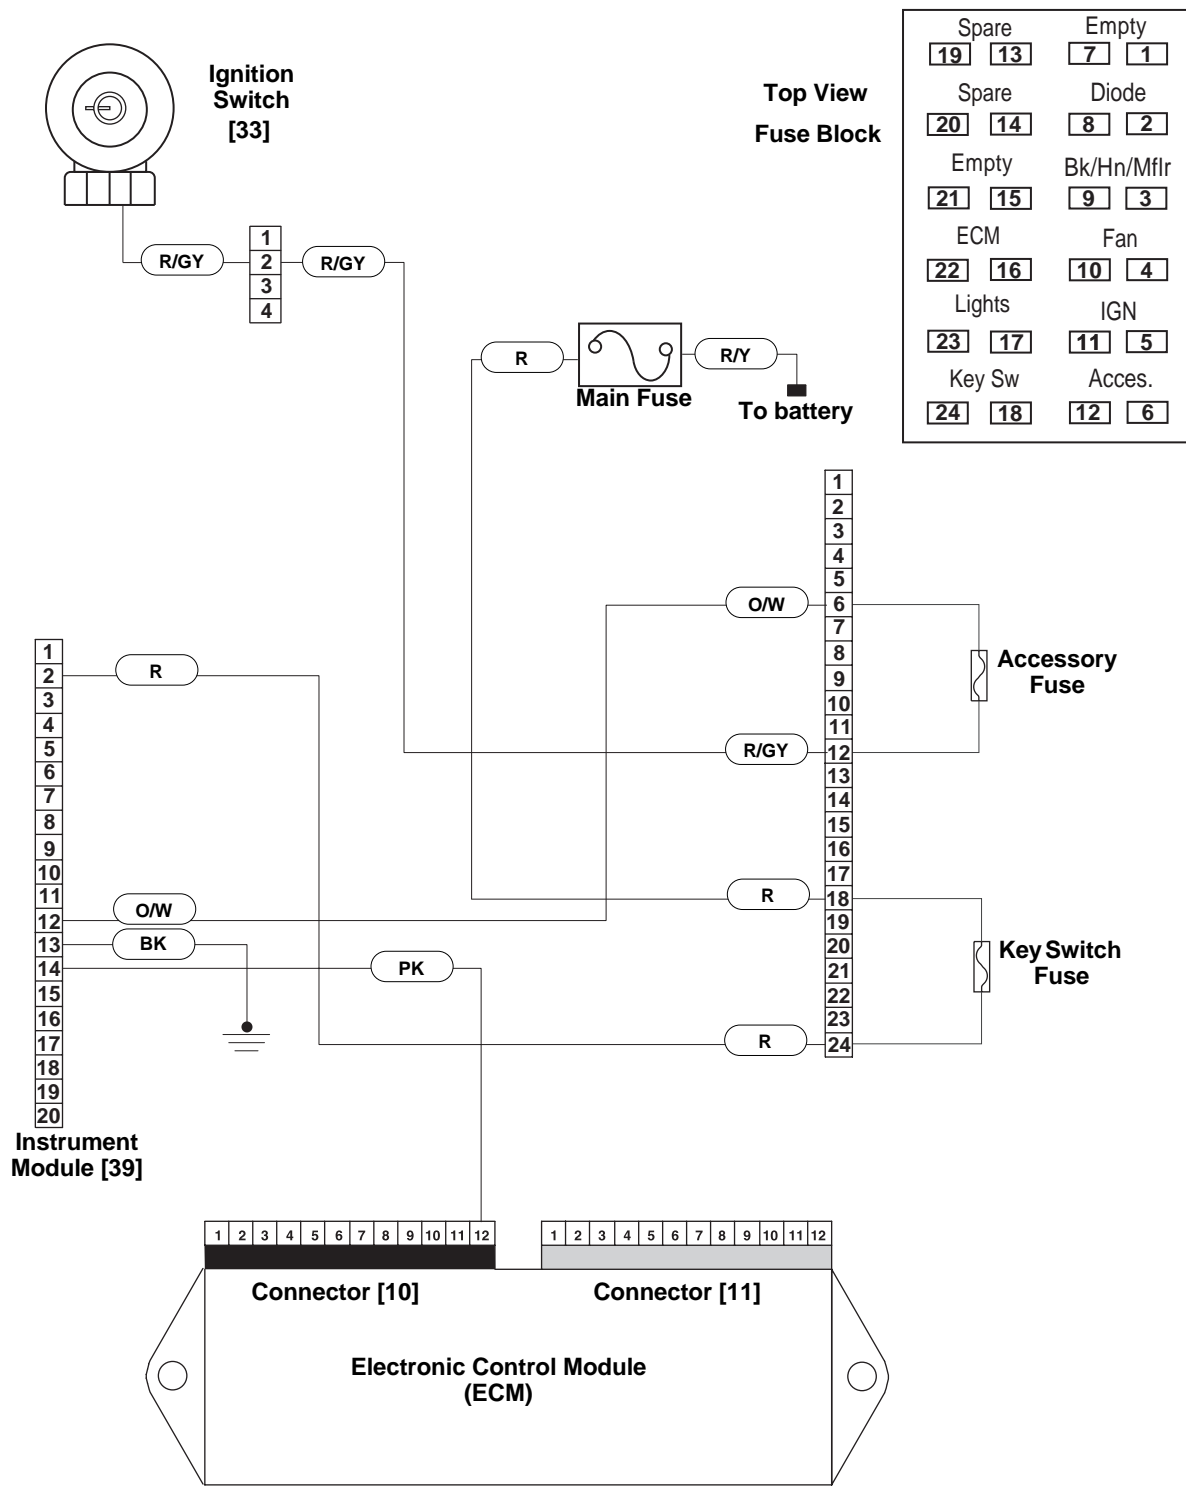 Ignition
Switch
[33]
Top View
Fuse Block
Spare Empty
19 13 7 1
Spare Diode
20 14 8 2
Empty Bk/Hn/Mflr
21 15 9 3
ECM Fan
22 16 10 4
Lights IGN
23 17 11 5
Key Sw Acces.
24 18 12 6
R/GY
1
2
3
4
R/GY
R
R/Y
Main Fuse
To battery
1
2
3
4
5
6
7
8
9
10
11
12
13
14
15
16
17
18
19
20
21
22
23
24
O/W
R/GY
R
R
Accessory
Fuse
Key Switch
Fuse
1
2
3
4
5
6
7
8
9
10
11
12
13
14
15
16
17
18
19
20
R
O/W
BK
PK
Instrument
Module [39]
1 2 3 4 5 6 7 8 9 10 11 12
1 2 3 4 5 6 7 8 9 10 11 12
Connector [10]
Connector [11]
Electronic Control Module
(ECM)